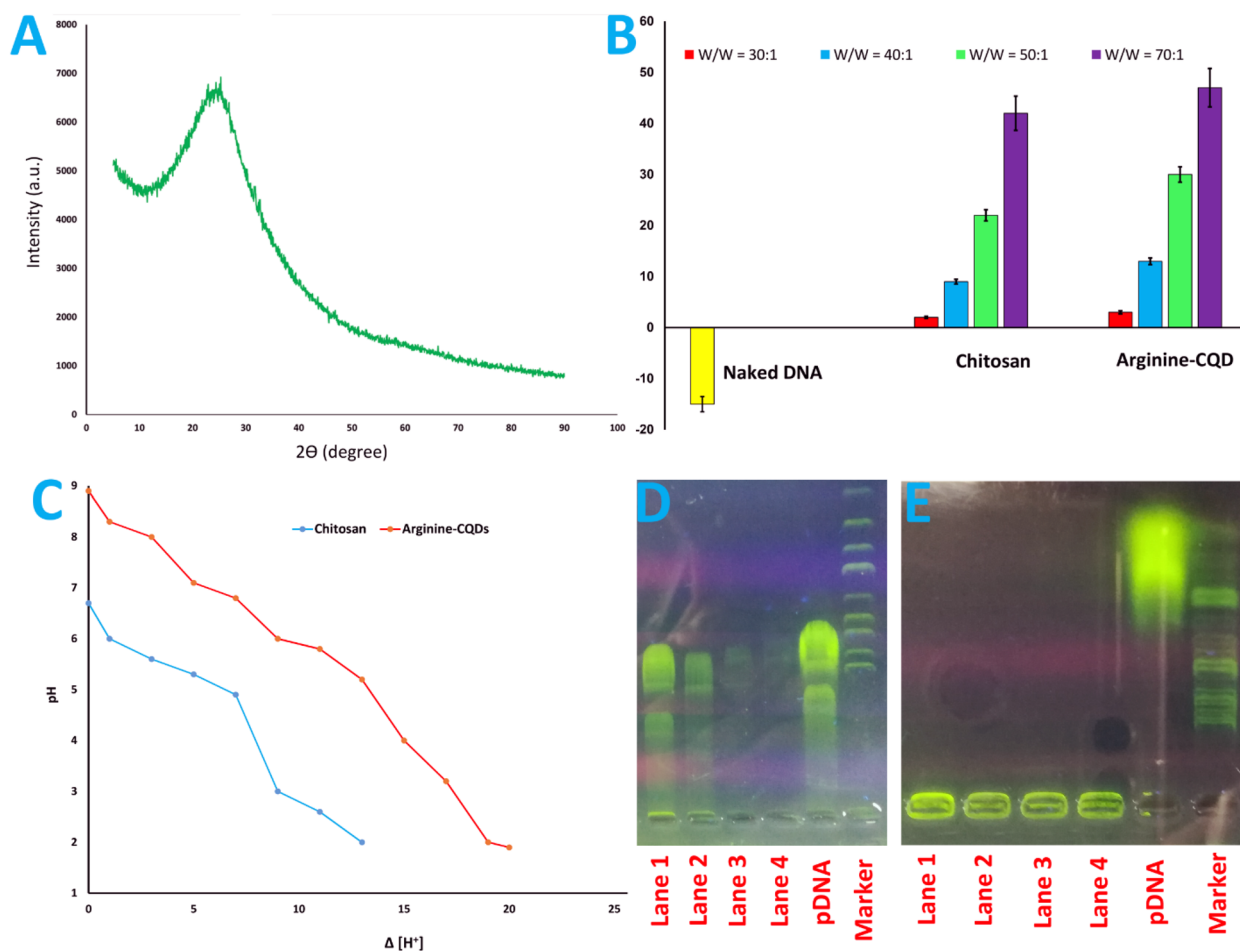 A
8000
7000
6000
5000
4000
3000
2000
1000
0
Intensity (a.u.)
0 10 20 30 40 50 60 70 80 90 100
2Θ (degree)
B
60
50
40
30
20
10
0
-10
-20
W/W = 30:1 W/W = 40:1 W/W = 50:1 W/W = 70:1
Naked DNA
Chitosan
Arginine-CQD
C
9
8
7
6
5
4
3
2
1
pH
Chitosan Arginine-CQDs
0 5 10 15 20 25
Δ [H⁺]
D
Lane 1
Lane 2
Lane 3
Lane 4
pDNA
Marker
E
Lane 1
Lane 2
Lane 3
Lane 4
pDNA
Marker